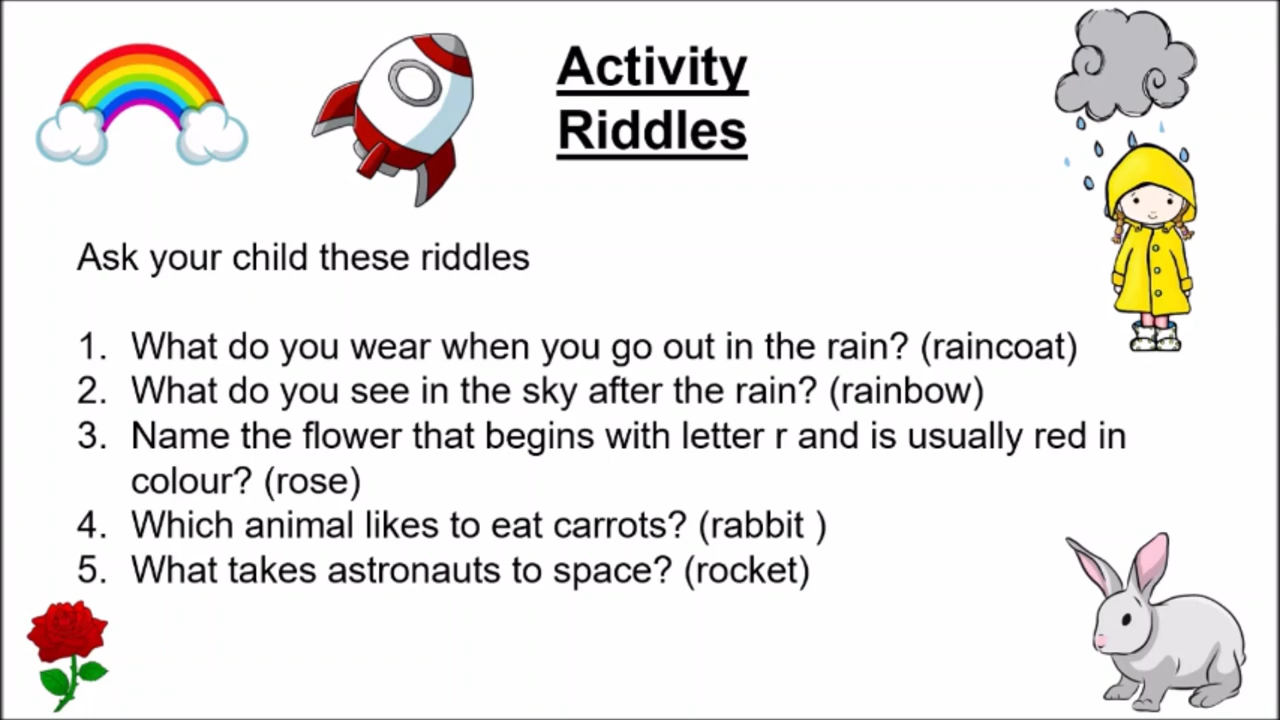 Activity
Riddles
Ask your child these riddles
1. What do you wear when you go out in the rain? (raincoat)
2. What do you see in the sky after the rain? (rainbow)
3. Name the flower that begins with letter r and is usually red in
colour? (rose)
4. Which animal likes to eat carrots? (rabbit )
5. What takes astronauts to space? (rocket)